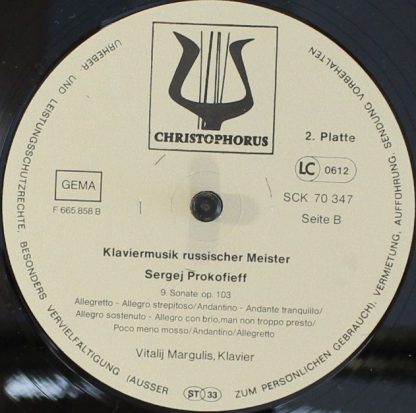 CHRISTOPHORUS
2. Platte
LC 0612
GEMA
F 665.858 B
SCK 70 347
Seite B
Klaviermusik russischer Meister
Sergej Prokofieff
9. Sonate op. 103
Allegretto - Allegro strepitoso/Andantino - Andante tranquillo/
Allegro sostenuto - Allegro con brio, man non troppo presto/
Poco meno mosso/Andantino/Allegretto
Vitalij Margulis, Klavier
ST 33
URHEBER UND LEISTUNGSSCHUTZRECHTE, BESONDERS VERVIELFÄLTIGUNG (AUSSER ZUM PERSÖNLICHEN GEBRAUCH), VERMIETUNG, AUFFÜHRUNG, SENDUNG VORBEHALTEN